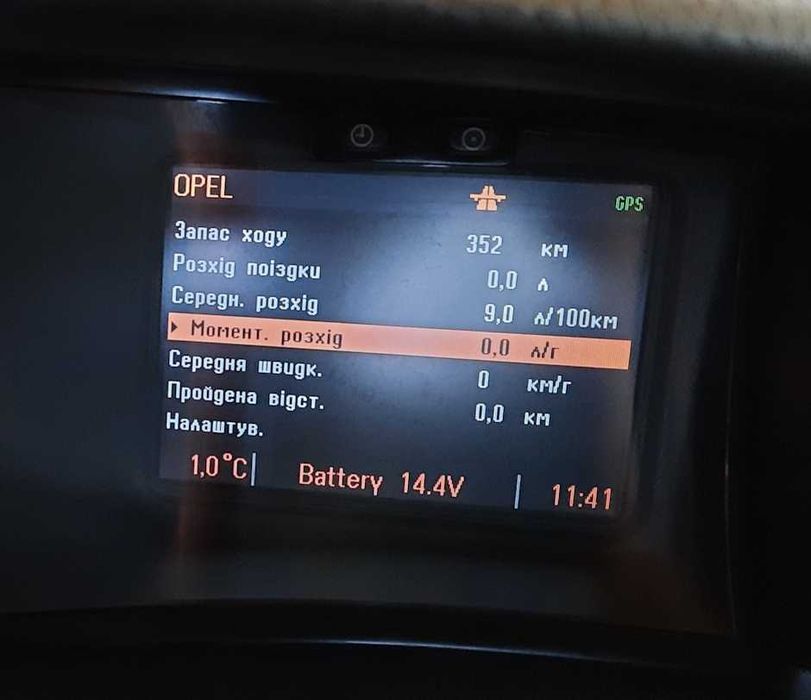 OPEL GPS
Запас ходу 352 км
Розхід поїздки 0,0 л
Середн. розхід 9,0 л/100км
Момент. розхід 0,0 л/г
Середня швидк. 0 км/г
Пройдена відст. 0,0 км
Налаштув.
1,0°C Battery 14.4V 11:41